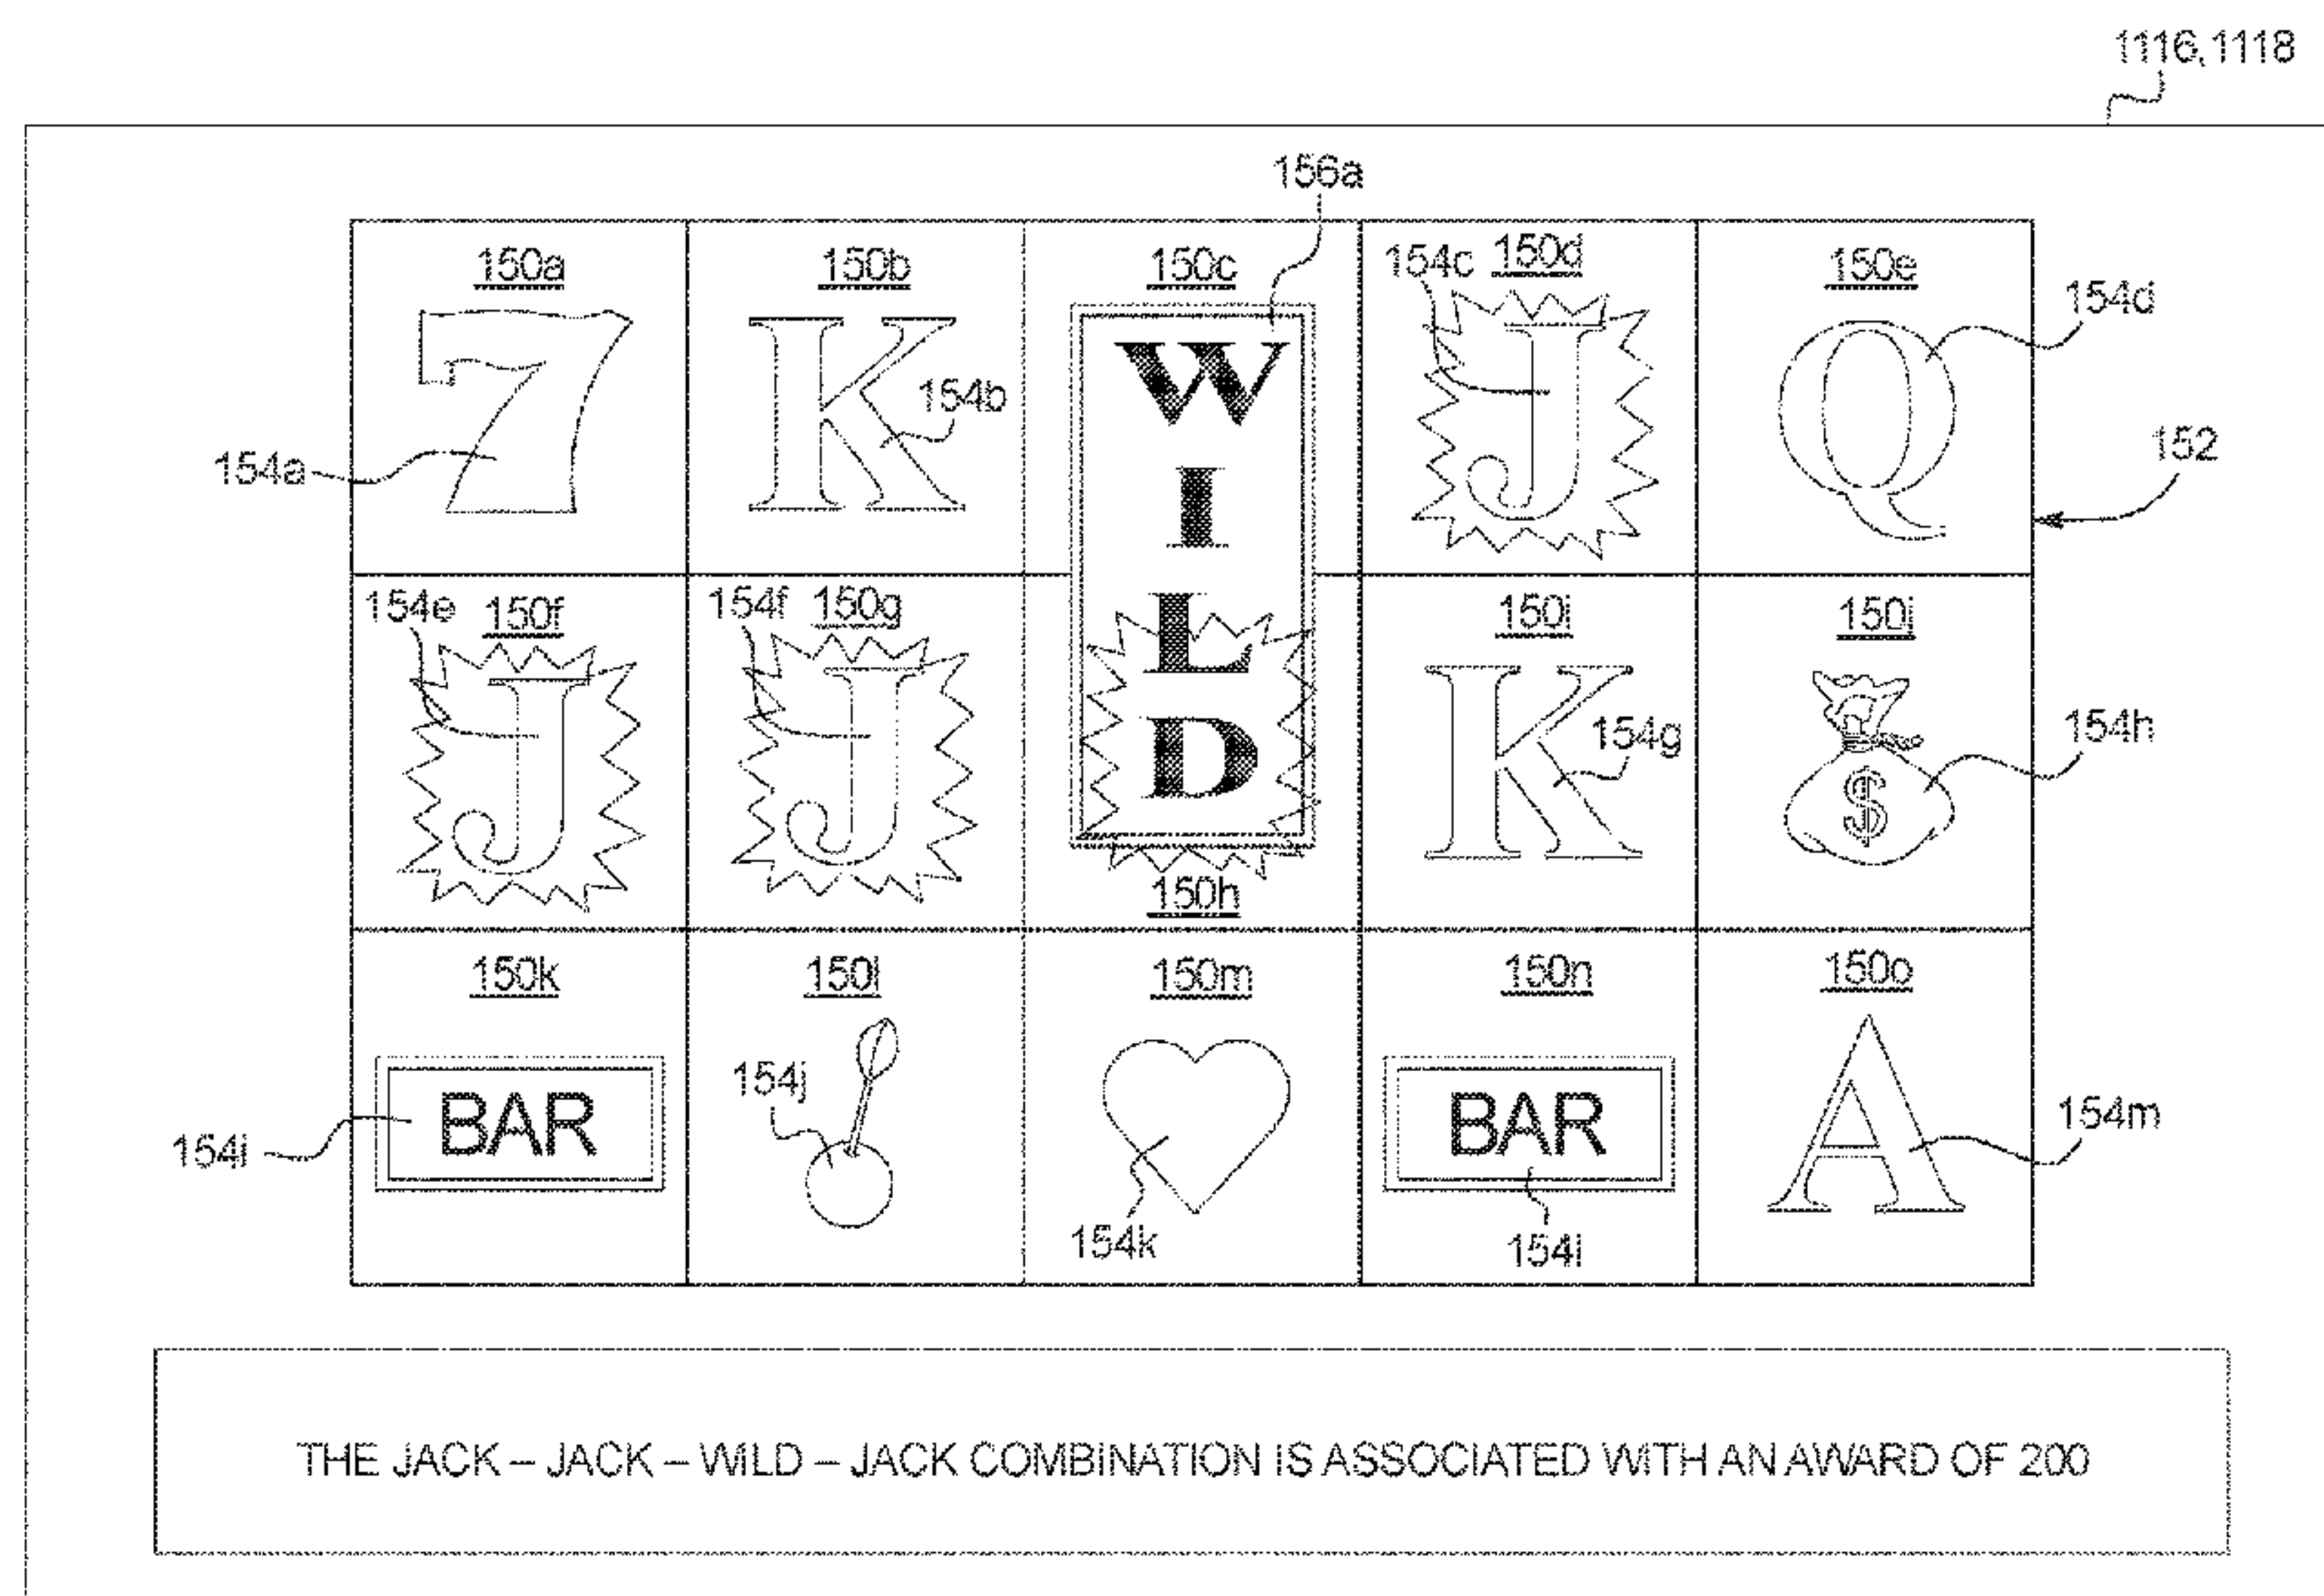 1116, 1118
156a
150a 150b 150c 154c 150d 150e
154d
7 K W I L D J Q
154b
154a
152
154e 150f 154f 150g 150i 150j
J J K $
154g 154h
150h
150k 150l 150m 150n 150o
154j
BAR BAR A
154i 154m
154k 154l
THE JACK – JACK – WILD – JACK COMBINATION IS ASSOCIATED WITH AN AWARD OF 200